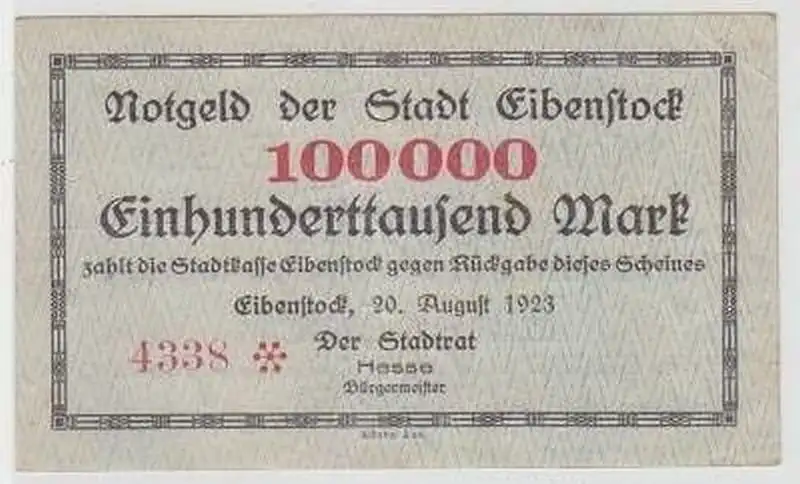 Notgeld der Stadt Eibenſtock
100000
Einhunderttauſend Mark
zahlt die Stadtkaſſe Eibenſtock gegen Rückgabe dieſes Scheines
Eibenſtock, 20. Auguſt 1923
Der Stadtrat
4338 *
Hesse
Bürgermeiſter